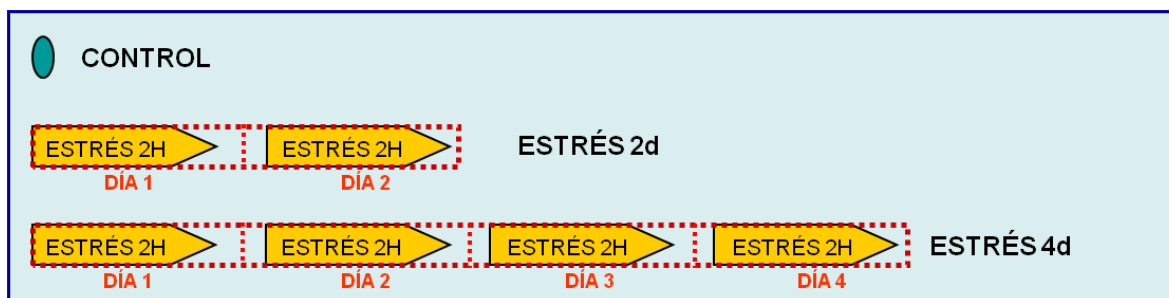 CONTROL
ESTRÉS 2H ESTRÉS 2H ESTRÉS 2d
DÍA 1 DÍA 2
ESTRÉS 2H ESTRÉS 2H ESTRÉS 2H ESTRÉS 2H ESTRÉS 4d
DÍA 1 DÍA 2 DÍA 3 DÍA 4